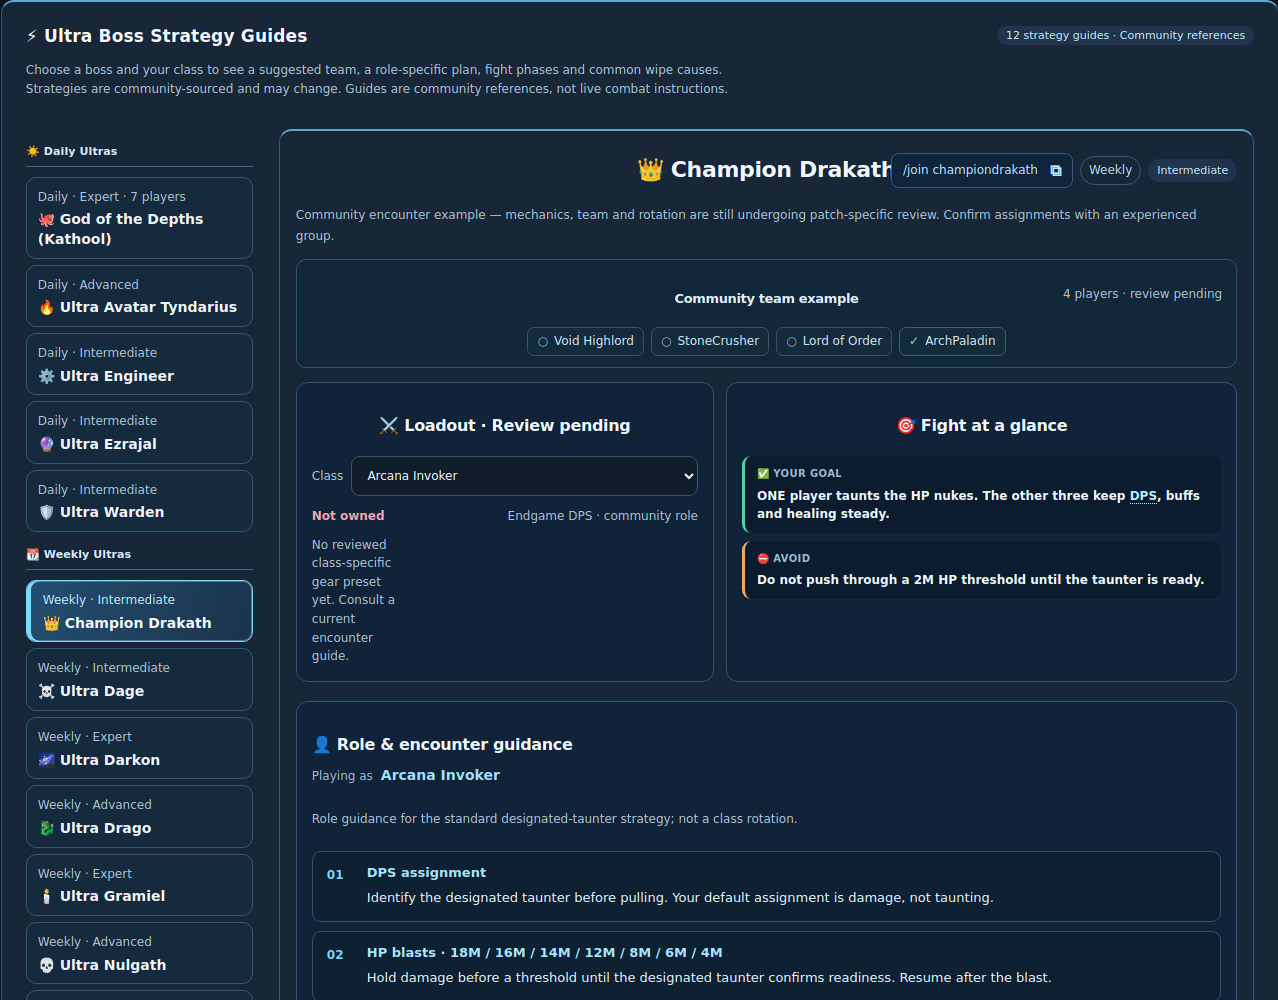 ⚡ Ultra Boss Strategy Guides
12 strategy guides · Community references
Choose a boss and your class to see a suggested team, a role-specific plan, fight phases and common wipe causes.
Strategies are community-sourced and may change. Guides are community references, not live combat instructions.
☀️ Daily Ultras
Daily · Expert · 7 players
🐙 God of the Depths
(Kathool)
Daily · Advanced
🔥 Ultra Avatar Tyndarius
Daily · Intermediate
⚙️ Ultra Engineer
Daily · Intermediate
🔮 Ultra Ezrajal
Daily · Intermediate
🛡️ Ultra Warden
📆 Weekly Ultras
Weekly · Intermediate
👑 Champion Drakath
Weekly · Intermediate
☠️ Ultra Dage
Weekly · Expert
🌌 Ultra Darkon
Weekly · Advanced
🐉 Ultra Drago
Weekly · Expert
🕯️ Ultra Gramiel
Weekly · Advanced
💀 Ultra Nulgath
👑 Champion Drakath
/join championdrakath ⧉
Weekly
Intermediate
Community encounter example — mechanics, team and rotation are still undergoing patch-specific review. Confirm assignments with an experienced
group.
Community team example
4 players · review pending
○ Void Highlord
○ StoneCrusher
○ Lord of Order
✓ ArchPaladin
⚔️ Loadout · Review pending
Class
Arcana Invoker
Not owned
Endgame DPS · community role
No reviewed
class-specific
gear preset
yet. Consult a
current
encounter
guide.
🎯 Fight at a glance
✅ YOUR GOAL
ONE player taunts the HP nukes. The other three keep DPS, buffs
and healing steady.
⛔ AVOID
Do not push through a 2M HP threshold until the taunter is ready.
👤 Role & encounter guidance
Playing as Arcana Invoker
Role guidance for the standard designated-taunter strategy; not a class rotation.
01
DPS assignment
Identify the designated taunter before pulling. Your default assignment is damage, not taunting.
02
HP blasts · 18M / 16M / 14M / 12M / 8M / 6M / 4M
Hold damage before a threshold until the designated taunter confirms readiness. Resume after the blast.